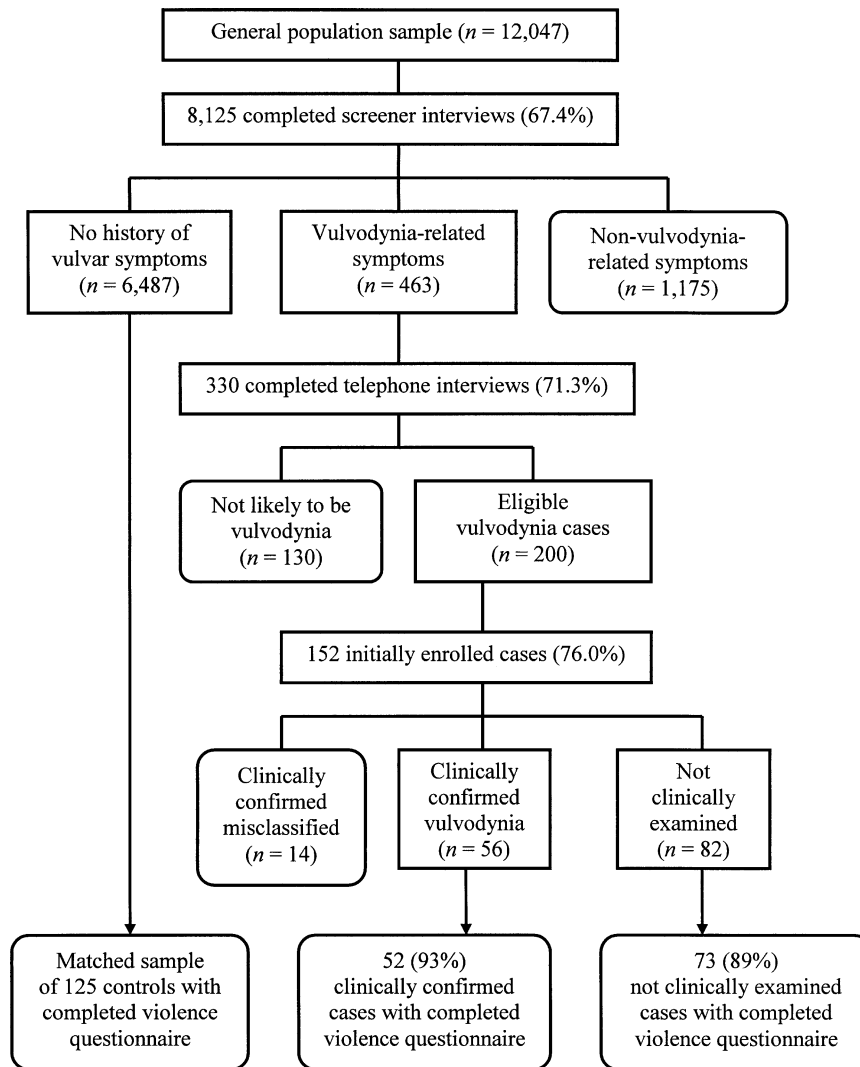 General population sample (n = 12,047)
8,125 completed screener interviews (67.4%)
No history of
vulvar symptoms
(n = 6,487)
Vulvodynia-related
symptoms
(n = 463)
Non-vulvodynia-
related symptoms
(n = 1,175)
330 completed telephone interviews (71.3%)
Not likely to be
vulvodynia
(n = 130)
Eligible
vulvodynia cases
(n = 200)
152 initially enrolled cases (76.0%)
Clinically
confirmed
misclassified
(n = 14)
Clinically
confirmed
vulvodynia
(n = 56)
Not
clinically
examined
(n = 82)
Matched sample
of 125 controls with
completed violence
questionnaire
52 (93%)
clinically confirmed
cases with completed
violence questionnaire
73 (89%)
not clinically examined
cases with completed
violence questionnaire